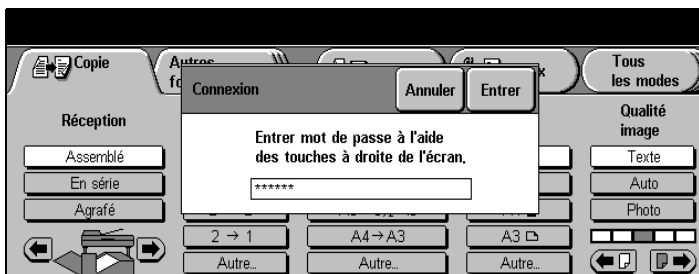 Copie
Autres
Tous
les modes
Connexion
Annuler
Entrer
Réception
Qualité
image
Entrer mot de passe à l'aide
des touches à droite de l'écran.
******
Assemblé
Texte
En série
Auto
Agrafé
Photo
2 → 1
A4→A3
A3
Autre...
Autre...
Autre...